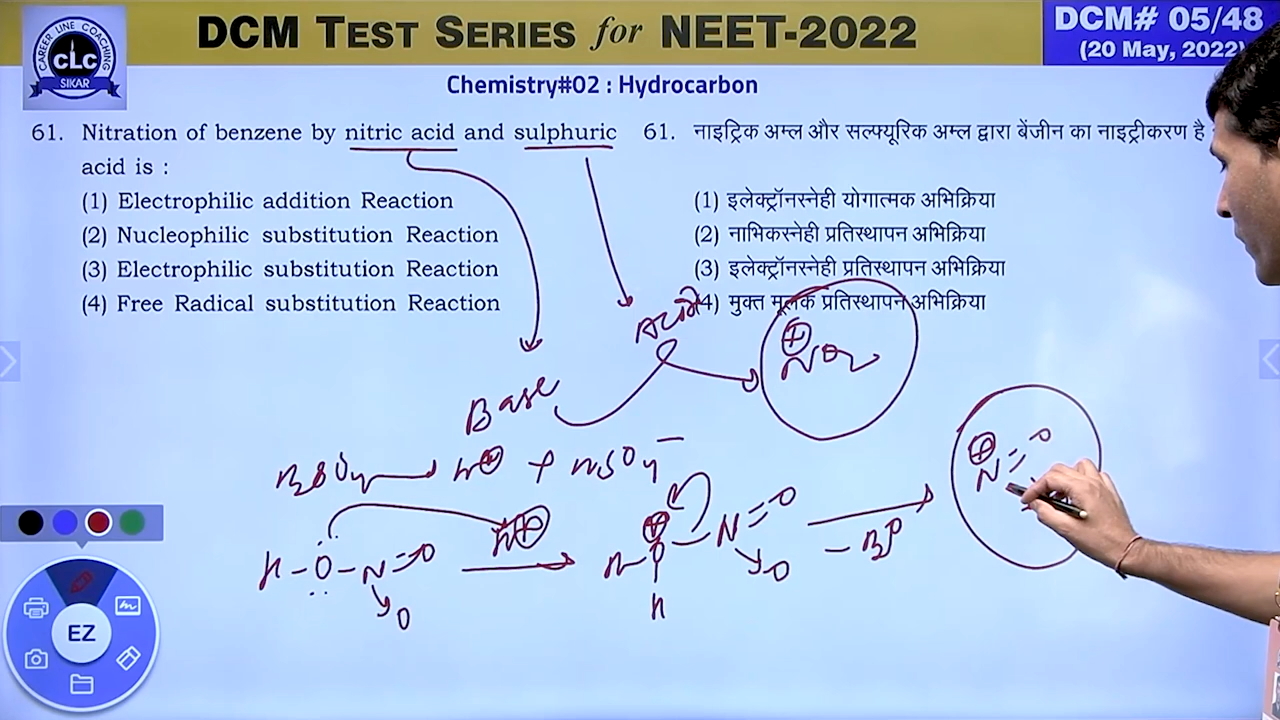 CAREER LINE COACHING
CLC
SIKAR
DCM TEST SERIES for NEET-2022
DCM# 05/48
(20 May, 2022)
Chemistry#02 : Hydrocarbon
61. Nitration of benzene by nitric acid and sulphuric
acid is :
(1) Electrophilic addition Reaction
(2) Nucleophilic substitution Reaction
(3) Electrophilic substitution Reaction
(4) Free Radical substitution Reaction
61. नाइट्रिक अम्ल और सल्फ्यूरिक अम्ल द्वारा बेंजीन का नाइट्रीकरण है
(1) इलेक्ट्रॉनस्नेही योगात्मक अभिक्रिया
(2) नाभिकस्नेही प्रतिस्थापन अभिक्रिया
(3) इलेक्ट्रॉनस्नेही प्रतिस्थापन अभिक्रिया
4) मुक्त मूलक प्रतिस्थापन अभिक्रिया
Acid
⊕NO2
Base
H2SO4 → H⊕ + HSO4⁻
H-O-N=O
O
H⊕
H-O-N=O
⊕
O
H
- H2O
⊕
N=O
EZ